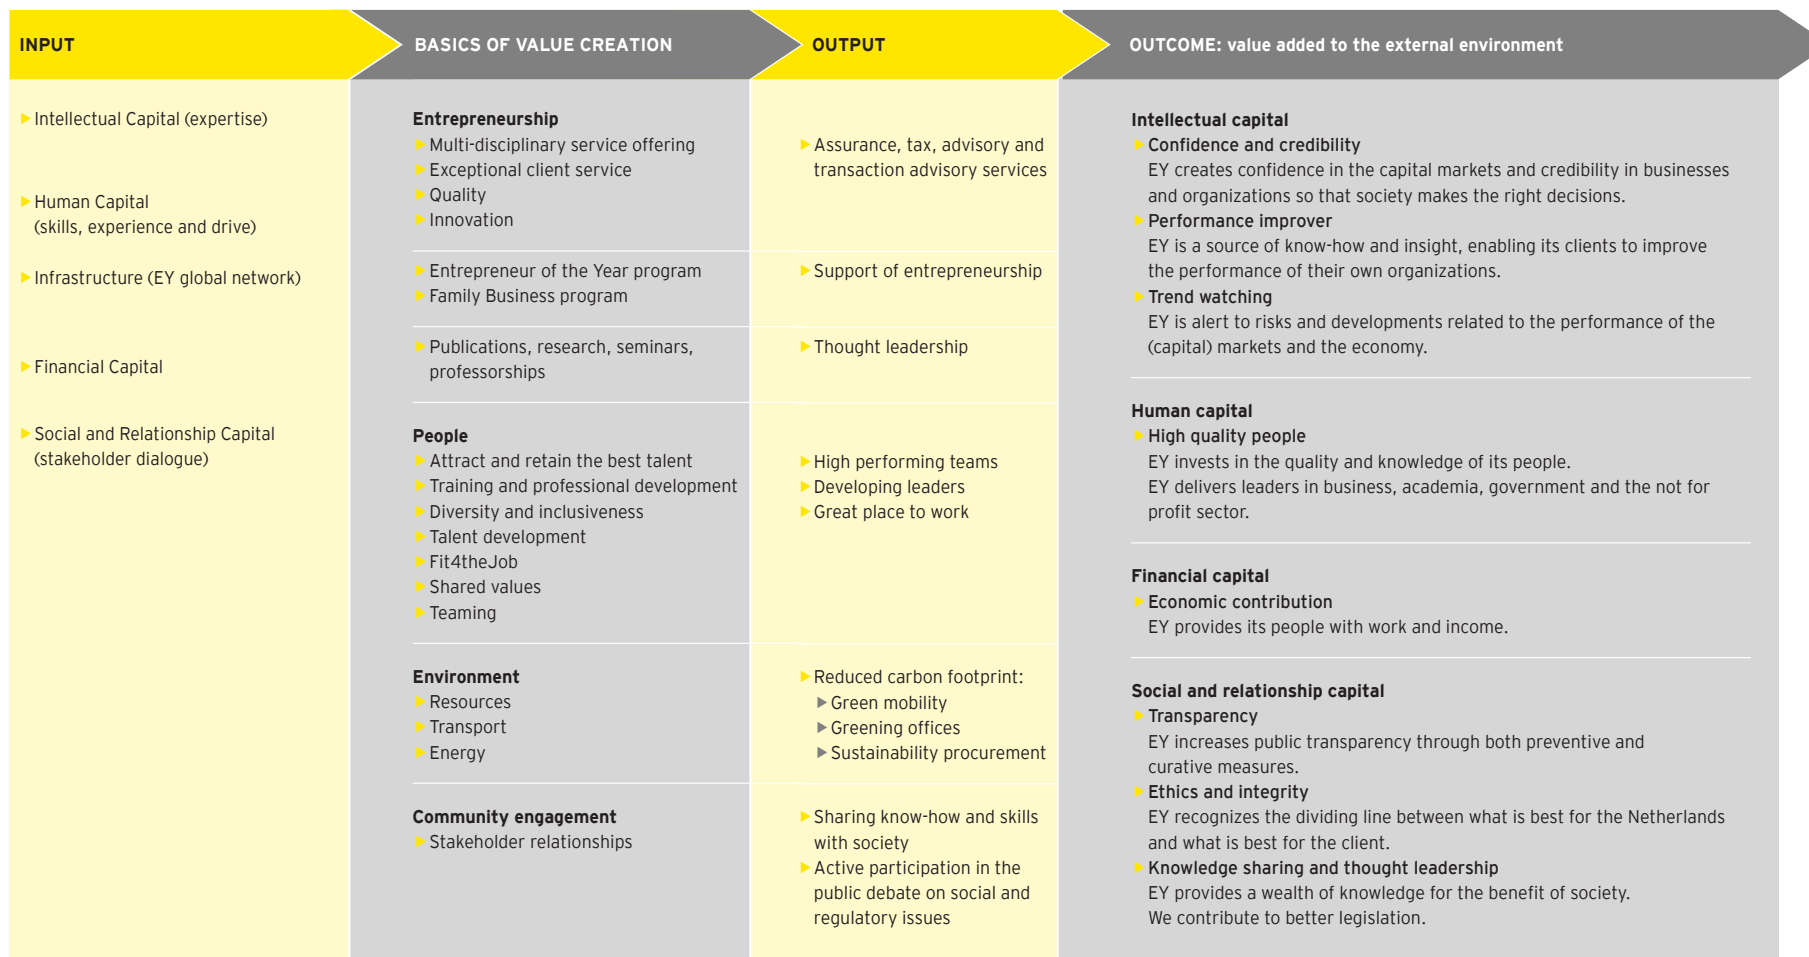 INPUT
BASICS OF VALUE CREATION
OUTPUT
OUTCOME: value added to the external environment
Intellectual Capital (expertise)
Human Capital
(skills, experience and drive)
Infrastructure (EY global network)
Financial Capital
Social and Relationship Capital
(stakeholder dialogue)
Entrepreneurship
Multi-disciplinary service offering
Exceptional client service
Quality
Innovation
Entrepreneur of the Year program
Family Business program
Publications, research, seminars,
professorships
People
Attract and retain the best talent
Training and professional development
Diversity and inclusiveness
Talent development
Fit4theJob
Shared values
Teaming
Environment
Resources
Transport
Energy
Community engagement
Stakeholder relationships
Assurance, tax, advisory and
transaction advisory services
Support of entrepreneurship
Thought leadership
High performing teams
Developing leaders
Great place to work
Reduced carbon footprint:
Green mobility
Greening offices
Sustainability procurement
Sharing know-how and skills
with society
Active participation in the
public debate on social and
regulatory issues
Intellectual capital
Confidence and credibility
EY creates confidence in the capital markets and credibility in businesses
and organizations so that society makes the right decisions.
Performance improver
EY is a source of know-how and insight, enabling its clients to improve
the performance of their own organizations.
Trend watching
EY is alert to risks and developments related to the performance of the
(capital) markets and the economy.
Human capital
High quality people
EY invests in the quality and knowledge of its people.
EY delivers leaders in business, academia, government and the not for
profit sector.
Financial capital
Economic contribution
EY provides its people with work and income.
Social and relationship capital
Transparency
EY increases public transparency through both preventive and
curative measures.
Ethics and integrity
EY recognizes the dividing line between what is best for the Netherlands
and what is best for the client.
Knowledge sharing and thought leadership
EY provides a wealth of knowledge for the benefit of society.
We contribute to better legislation.